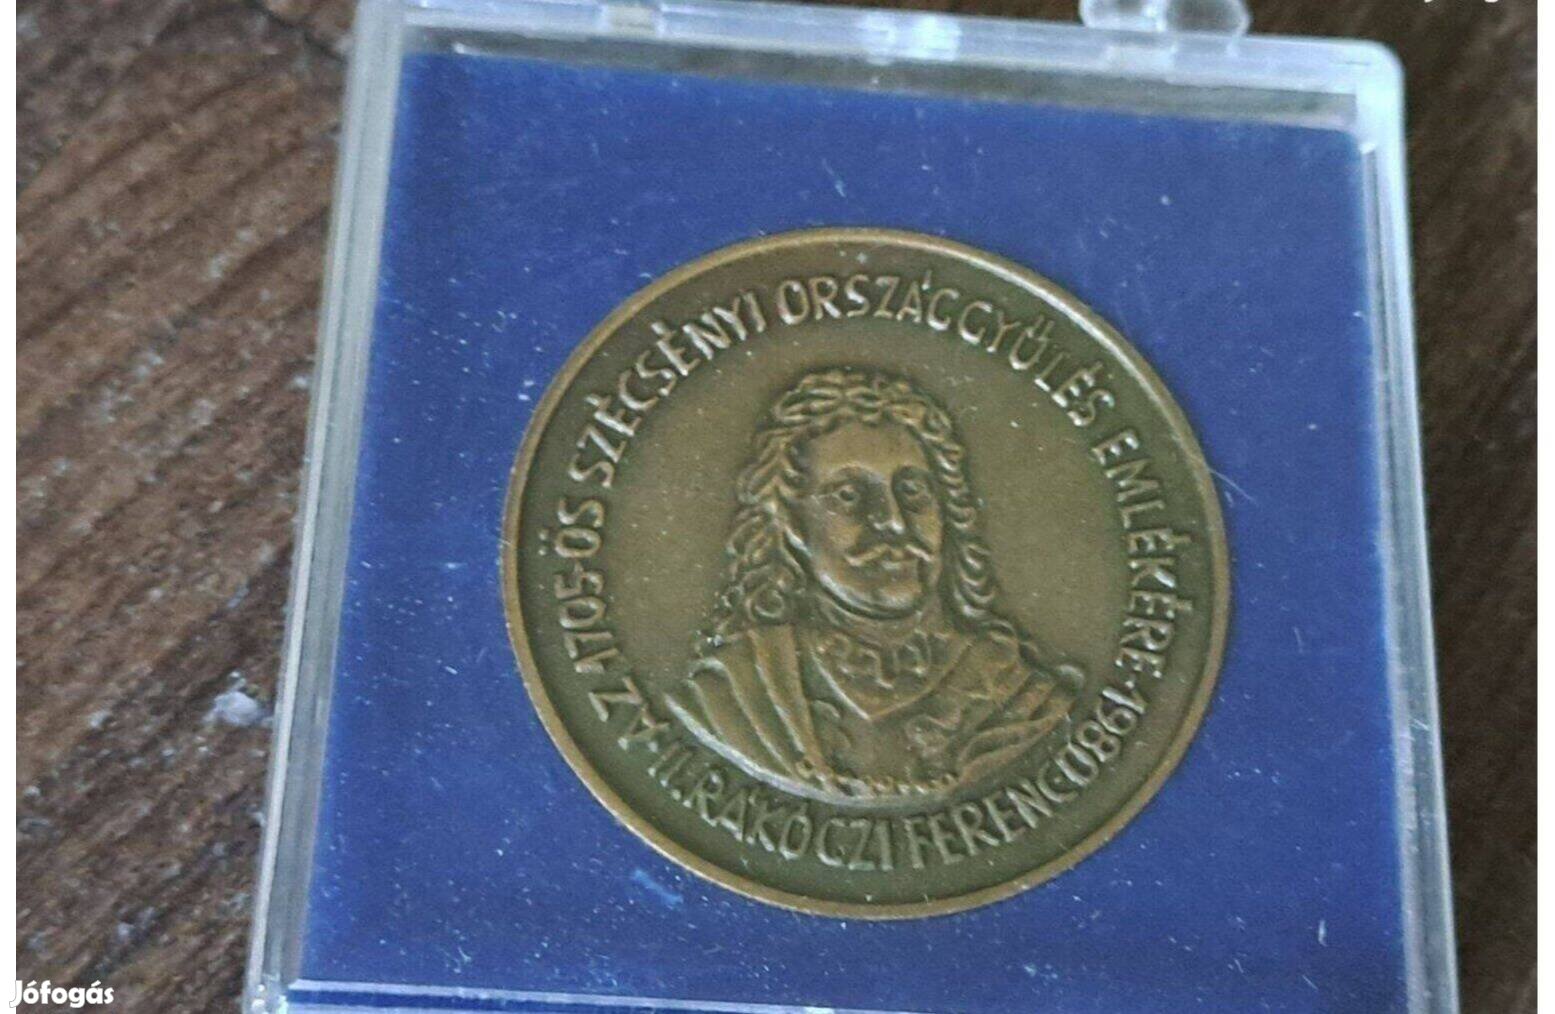 AZ 1705-ÖS SZÉCSÉNYI ORSZÁGGYŰLÉS EMLÉKÉRE·1980
·II.RÁKÓCZI FERENC
Jófogás